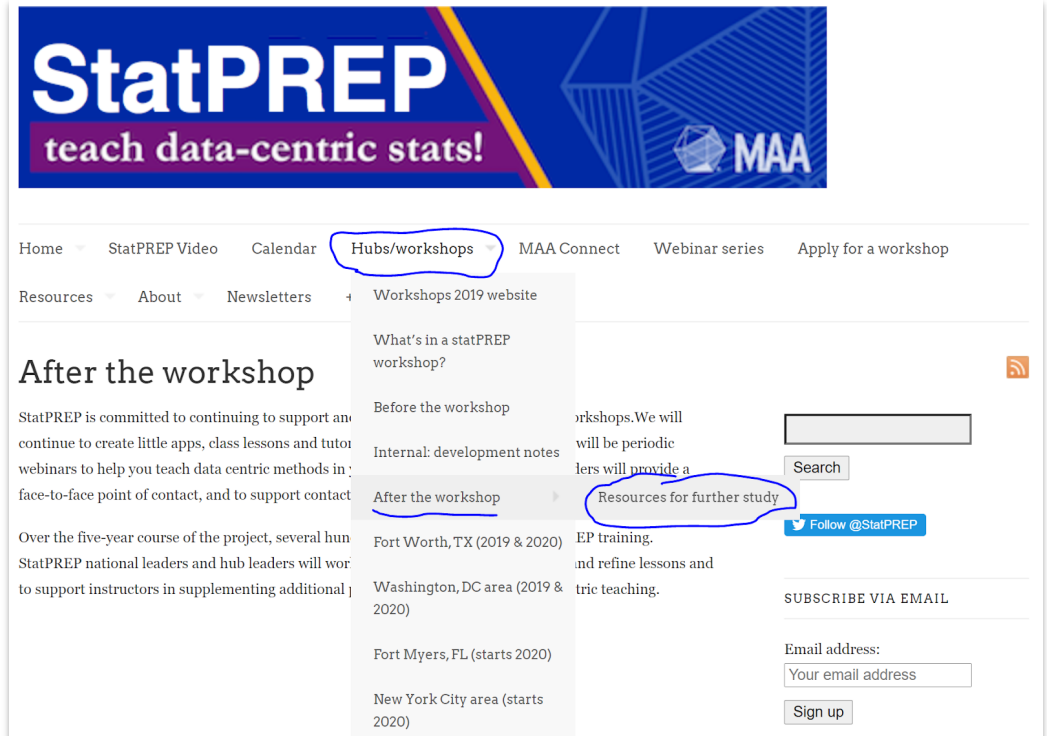 StatPREP
teach data-centric stats!
MAA
Home
StatPREP Video
Calendar
Hubs/workshops
MAA Connect
Webinar series
Apply for a workshop
Resources
About
Newsletters
+
Workshops 2019 website
What's in a statPREP
workshop?
Before the workshop
Internal: development notes
After the workshop
Resources for further study
Fort Worth, TX (2019 & 2020)
Washington, DC area (2019 &
2020)
Fort Myers, FL (starts 2020)
New York City area (starts
2020)
After the workshop
StatPREP is committed to continuing to support
orkshops.We will
continue to create little apps, class lessons and
will be periodic
webinars to help you teach data centric methods in
will provide a
face-to-face point of contact, and to support contact
Over the five-year course of the project, several
EP training.
StatPREP national leaders and hub leaders will
and refine lessons and
to support instructors in supplementing additional
tric teaching.
Search
Follow @StatPREP
SUBSCRIBE VIA EMAIL
Email address:
Your email address
Sign up